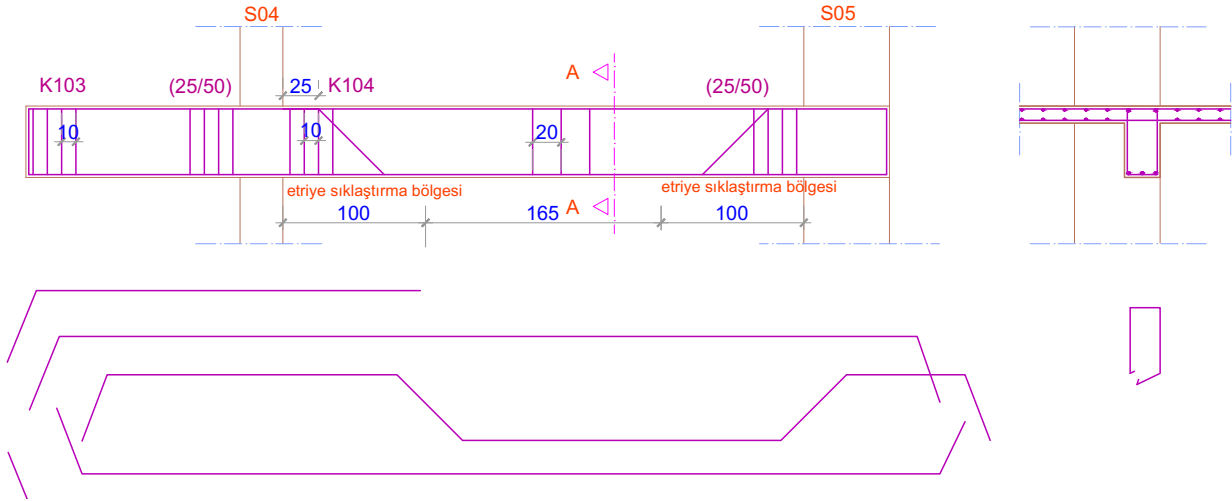 S04
S05
A
K103
(25/50)
25
K104
(25/50)
10
10
20
etriye sıklaştırma bölgesi
etriye sıklaştırma bölgesi
100
165
A
100